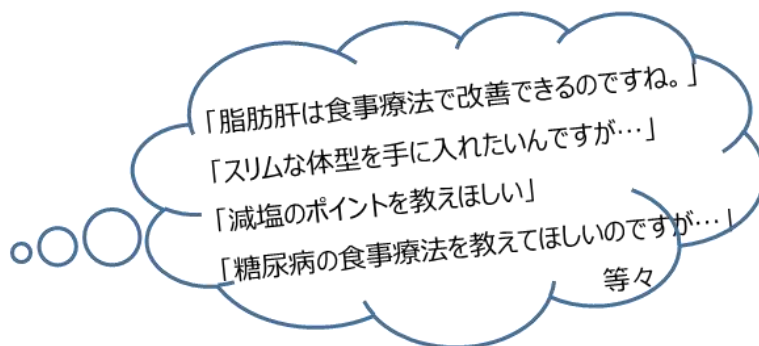 「脂肪肝は食事療法で改善できるのですね。」
「スリムな体型を手に入れたいんですが…」
「減塩のポイントを教えほしい」
「糖尿病の食事療法を教えてほしいのですが…」
等々